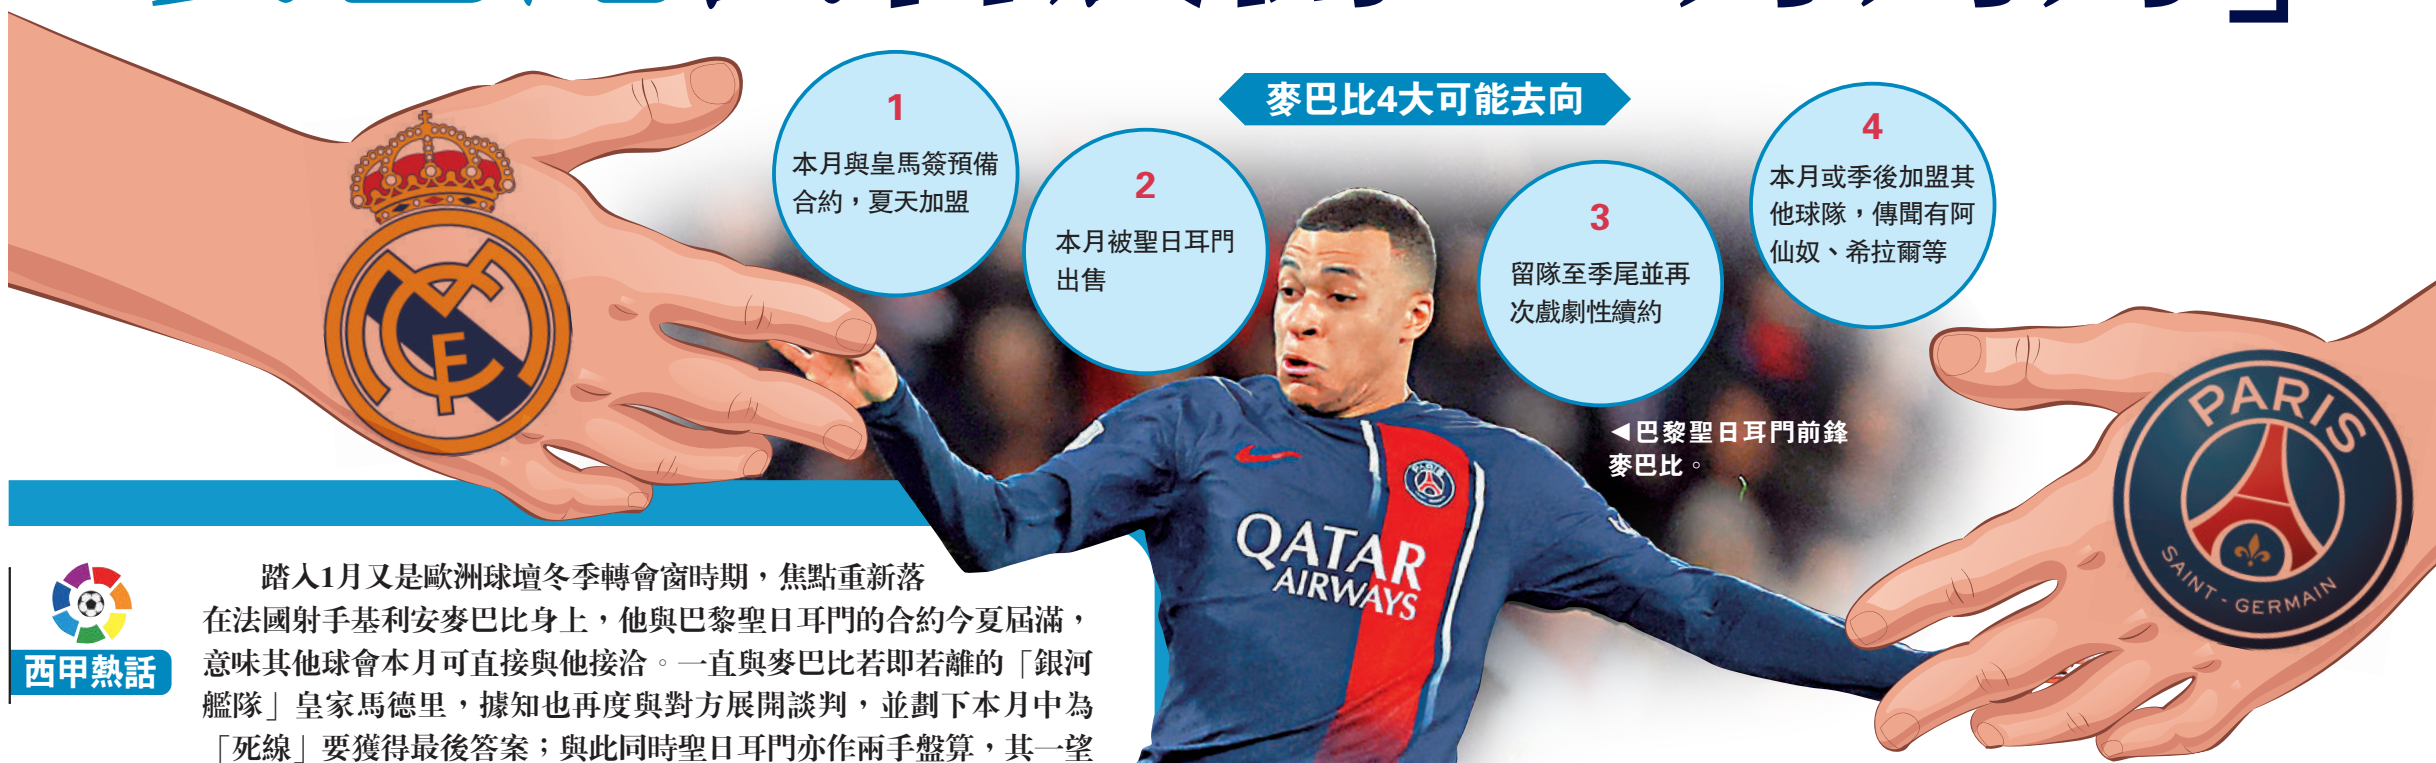 麥巴比4大可能去向
1
本月與皇馬簽預備
合約，夏天加盟
2
本月被聖日耳門
出售
3
留隊至季尾並再
次戲劇性續約
4
本月或季後加盟其
他球隊，傳聞有阿
仙奴、希拉爾等
◀巴黎聖日耳門前鋒
麥巴比。
QATAR
AIRWAYS
PARIS
SAINT-GERMAIN
西甲熱話
踏入1月又是歐洲球壇冬季轉會窗時期，焦點重新落
在法國射手基利安麥巴比身上，他與巴黎聖日耳門的合約今夏屆滿，
意味其他球會本月可直接與他接洽。一直與麥巴比若即若離的「銀河
艦隊」皇家馬德里，據知也再度與對方展開談判，並劃下本月中為
「死線」要獲得最後答案；與此同時聖日耳門亦作兩手盤算，其一望